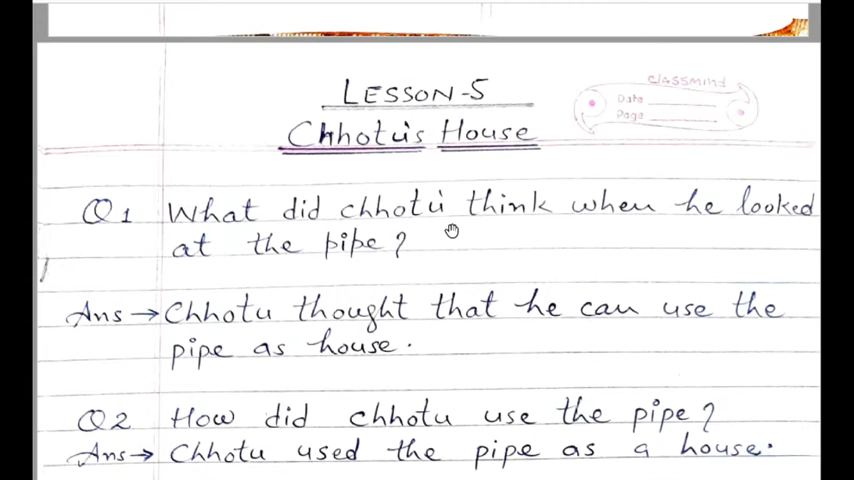 LESSON-5
CLASSMIND
Date
Page
Chhotu's House
Q1 What did chhotu think when he looked
at the pipe?
Ans → Chhotu thought that he can use the
pipe as house.
Q2 How did chhotu use the pipe?
Ans → Chhotu used the pipe as a house.